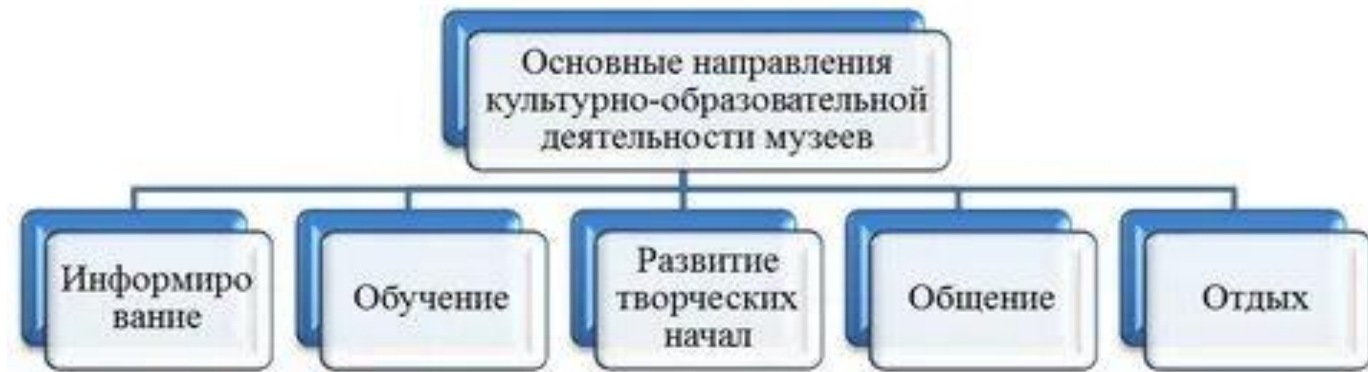 Основные направления
культурно-образовательной
деятельности музеев
Информиро
вание
Обучение
Развитие
творческих
начал
Общение
Отдых